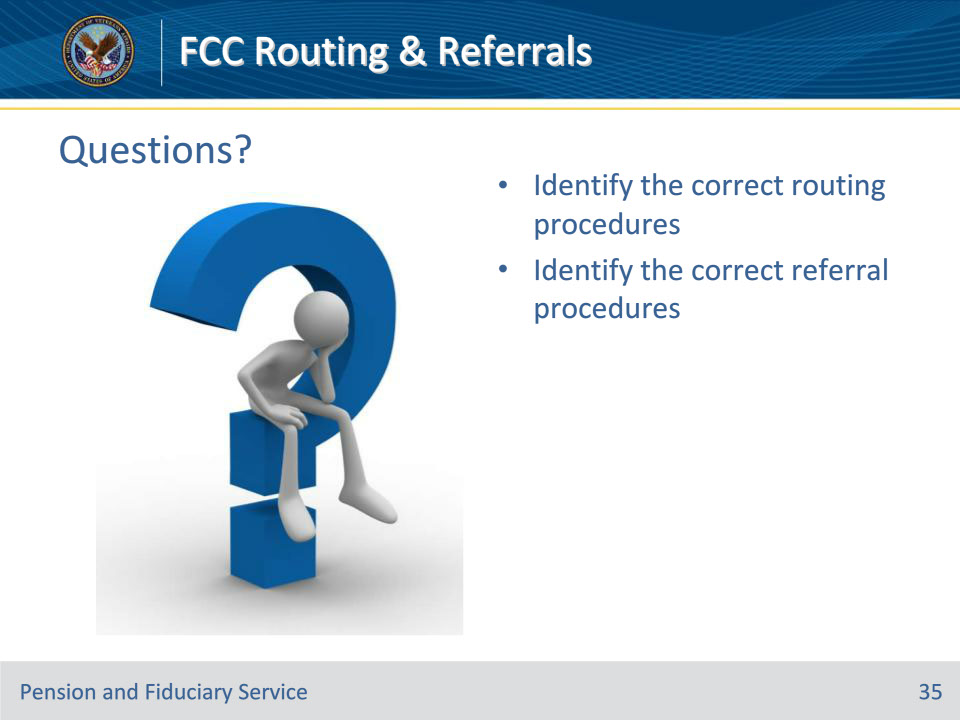 DEPARTMENT OF VETERANS AFFAIRS
UNITED STATES OF AMERICA
FCC Routing & Referrals
Questions?
• Identify the correct routing
procedures
• Identify the correct referral
procedures
Pension and Fiduciary Service
35